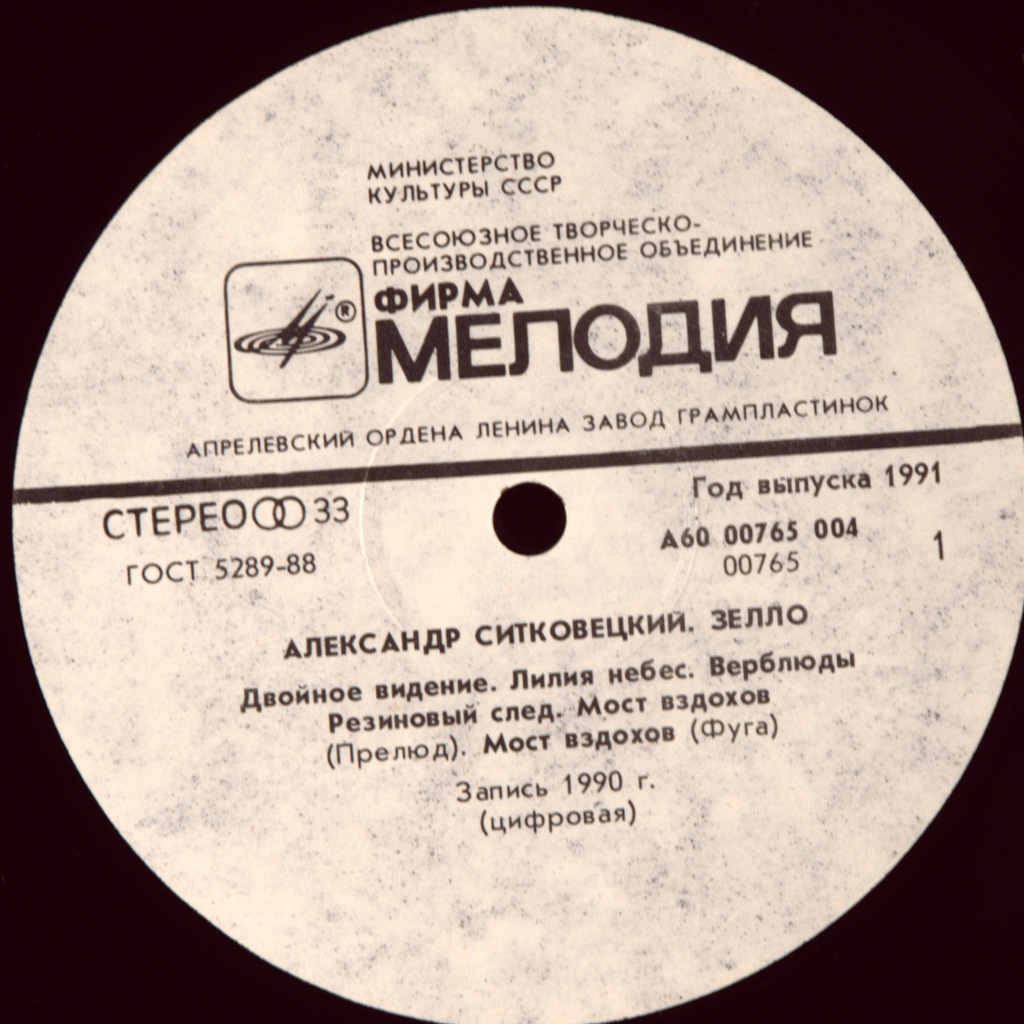 МИНИСТЕРСТВО
КУЛЬТУРЫ СССР
ВСЕСОЮЗНОЕ ТВОРЧЕСКО-
ПРОИЗВОДСТВЕННОЕ ОБЪЕДИНЕНИЕ
®
ФИРМА
МЕЛОДИЯ
АПРЕЛЕВСКИЙ ОРДЕНА ЛЕНИНА ЗАВОД ГРАМПЛАСТИНОК
СТЕРЕО 33
ГОСТ 5289-88
Год выпуска 1991
А60 00765 004
00765
1
АЛЕКСАНДР СИТКОВЕЦКИЙ. ЗЕЛЛО
Двойное видение. Лилия небес. Верблюды
Резиновый след. Мост вздохов
(Прелюд). Мост вздохов (Фуга)
Запись 1990 г.
(цифровая)